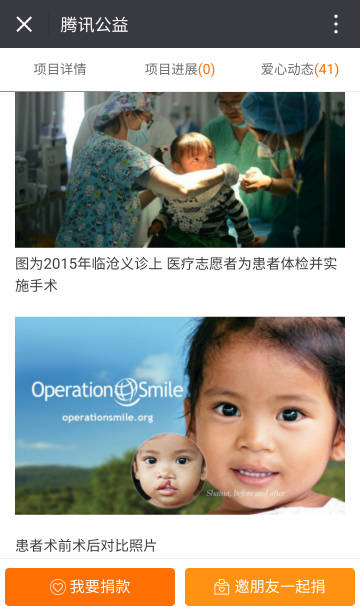 腾讯公益
项目详情 项目进展(0) 爱心动态(41)
图为2015年临沧义诊上 医疗志愿者为患者体检并实
施手术
Operation Smile
operationsmile.org
Shaina, before and after
患者术前术后对比照片
我要捐款 邀朋友一起捐